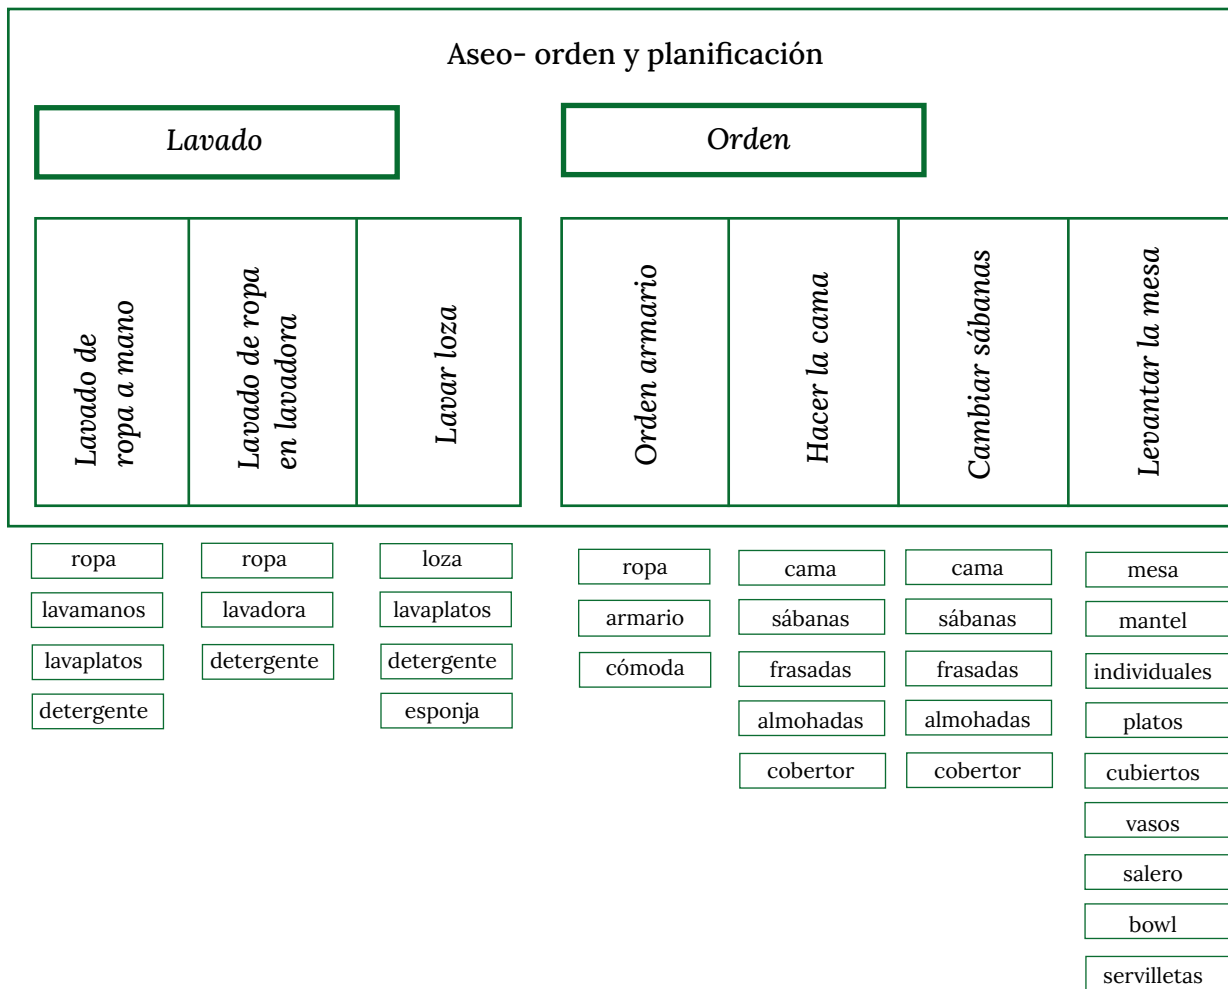 Aseo- orden y planificación
Lavado
Orden
Lavado de
ropa a mano
Lavado de ropa
en lavadora
Lavar loza
Orden armario
Hacer la cama
Cambiar sábanas
Levantar la mesa
ropa
lavamanos
lavaplatos
detergente
ropa
lavadora
detergente
loza
lavaplatos
detergente
esponja
ropa
armario
cómoda
cama
sábanas
frasadas
almohadas
cobertor
cama
sábanas
frasadas
almohadas
cobertor
mesa
mantel
individuales
platos
cubiertos
vasos
salero
bowl
servilletas